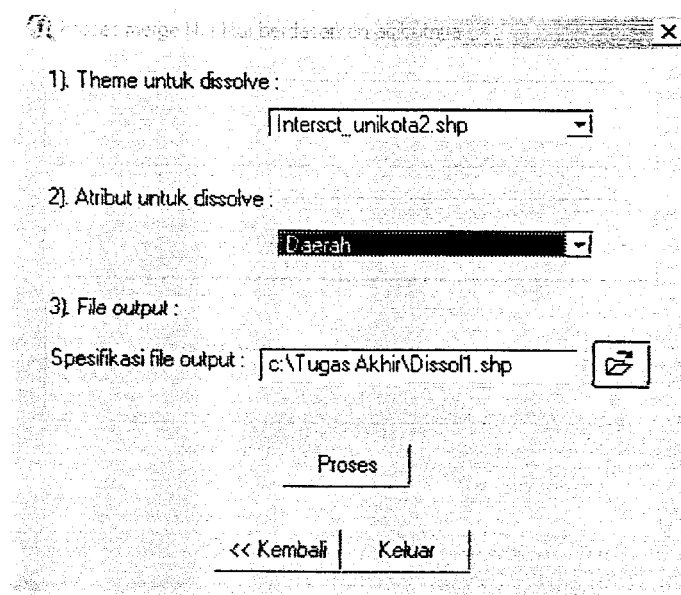 1). Theme untuk dissolve :
Intersct_unikota2.shp
2). Atribut untuk dissolve :
Daerah
3). File output :
Spesifikasi file output : c:\Tugas Akhir\Dissol1.shp
Proses
<< Kembali Keluar